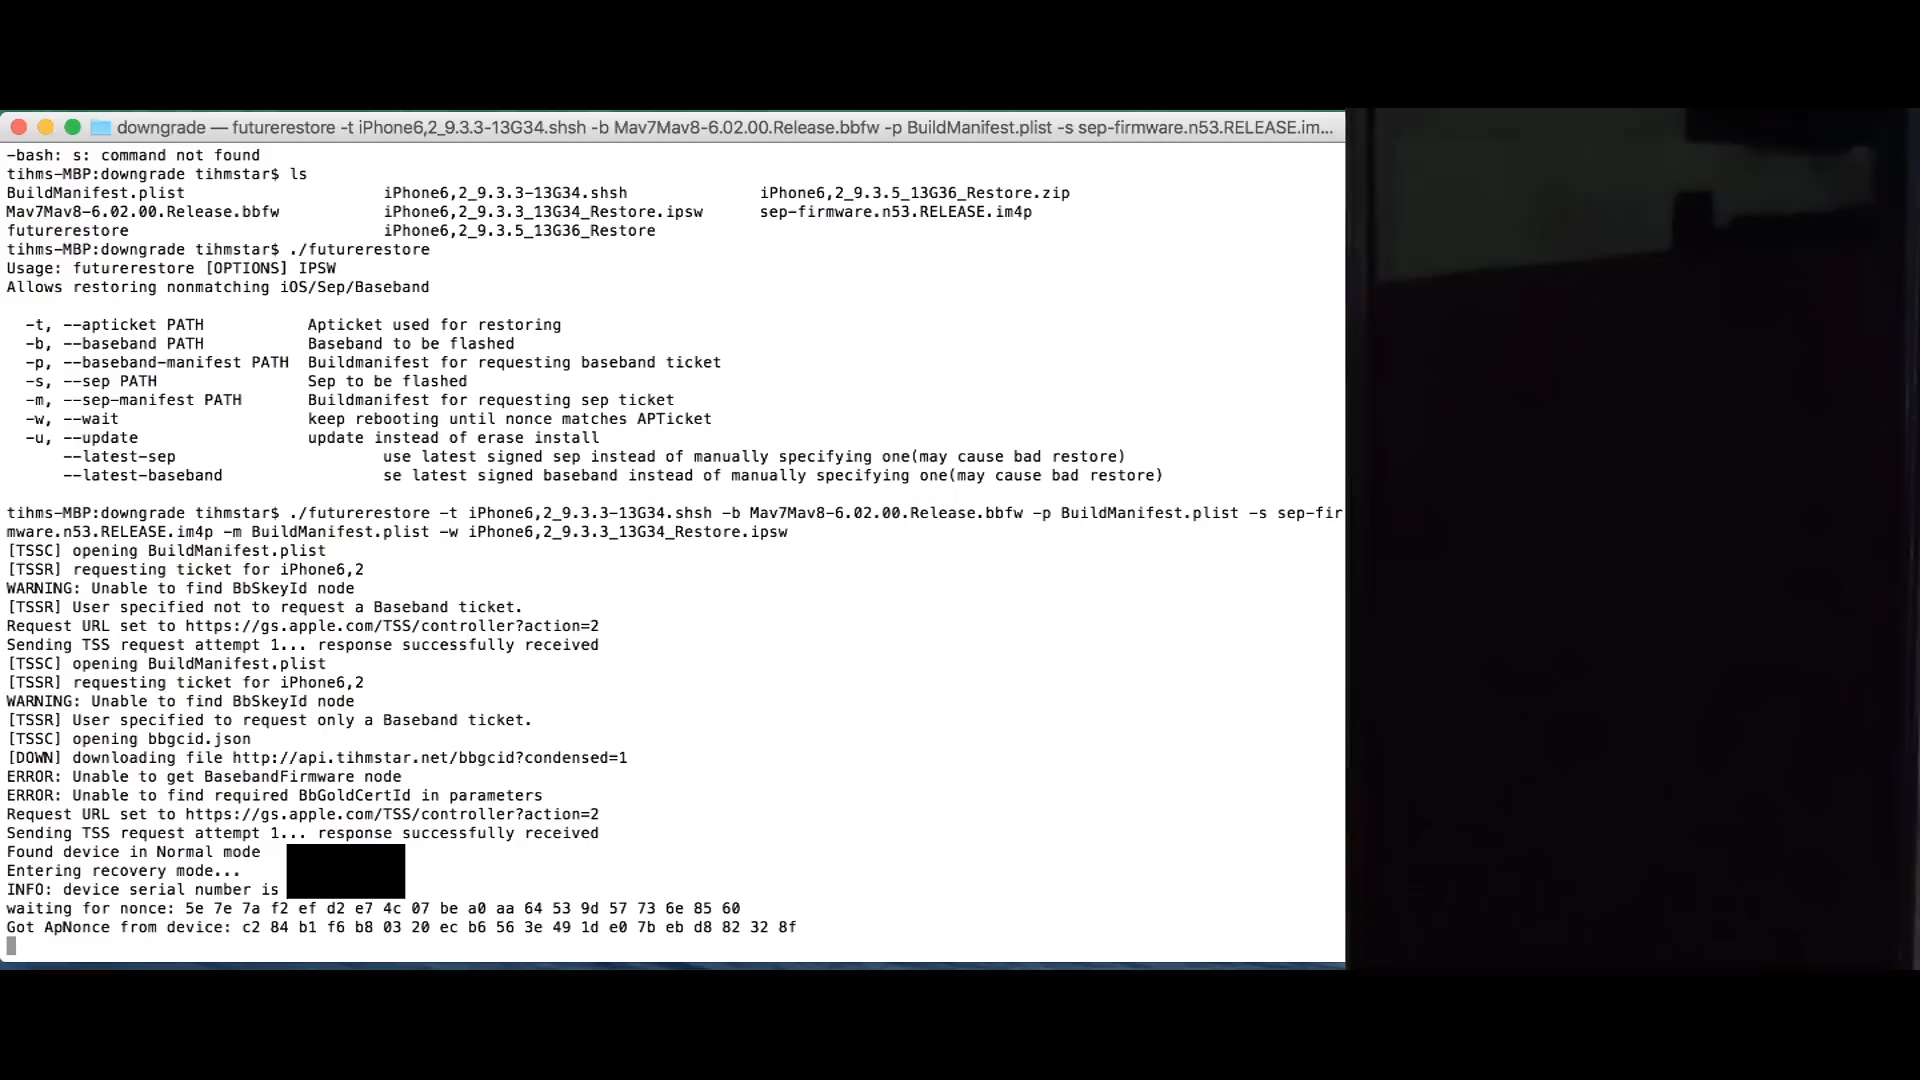 downgrade — futurerestore -t iPhone6,2_9.3.3-13G34.shsh -b Mav7Mav8-6.02.00.Release.bbfw -p BuildManifest.plist -s sep-firmware.n53.RELEASE.im...
-bash: s: command not found
tihms-MBP:downgrade tihmstar$ ls
BuildManifest.plist iPhone6,2_9.3.3-13G34.shsh iPhone6,2_9.3.5_13G36_Restore.zip
Mav7Mav8-6.02.00.Release.bbfw iPhone6,2_9.3.3_13G34_Restore.ipsw sep-firmware.n53.RELEASE.im4p
futurerestore iPhone6,2_9.3.5_13G36_Restore
tihms-MBP:downgrade tihmstar$ ./futurerestore
Usage: futurerestore [OPTIONS] IPSW
Allows restoring nonmatching iOS/Sep/Baseband
-t, --apticket PATH Apticket used for restoring
-b, --baseband PATH Baseband to be flashed
-p, --baseband-manifest PATH Buildmanifest for requesting baseband ticket
-s, --sep PATH Sep to be flashed
-m, --sep-manifest PATH Buildmanifest for requesting sep ticket
-w, --wait keep rebooting until nonce matches APTicket
-u, --update update instead of erase install
--latest-sep use latest signed sep instead of manually specifying one(may cause bad restore)
--latest-baseband se latest signed baseband instead of manually specifying one(may cause bad restore)
tihms-MBP:downgrade tihmstar$ ./futurerestore -t iPhone6,2_9.3.3-13G34.shsh -b Mav7Mav8-6.02.00.Release.bbfw -p BuildManifest.plist -s sep-fir
mware.n53.RELEASE.im4p -m BuildManifest.plist -w iPhone6,2_9.3.3_13G34_Restore.ipsw
[TSSC] opening BuildManifest.plist
[TSSR] requesting ticket for iPhone6,2
WARNING: Unable to find BbSkeyId node
[TSSR] User specified not to request a Baseband ticket.
Request URL set to https://gs.apple.com/TSS/controller?action=2
Sending TSS request attempt 1... response successfully received
[TSSC] opening BuildManifest.plist
[TSSR] requesting ticket for iPhone6,2
WARNING: Unable to find BbSkeyId node
[TSSR] User specified to request only a Baseband ticket.
[TSSC] opening bbgcid.json
[DOWN] downloading file http://api.tihmstar.net/bbgcid?condensed=1
ERROR: Unable to get BasebandFirmware node
ERROR: Unable to find required BbGoldCertId in parameters
Request URL set to https://gs.apple.com/TSS/controller?action=2
Sending TSS request attempt 1... response successfully received
Found device in Normal mode
Entering recovery mode...
INFO: device serial number is
waiting for nonce: 5e 7e 7a f2 ef d2 e7 4c 07 be a0 aa 64 53 9d 57 73 6e 85 60
Got ApNonce from device: c2 84 b1 f6 b8 03 20 ec b6 56 3e 49 1d e0 7b eb d8 82 32 8f